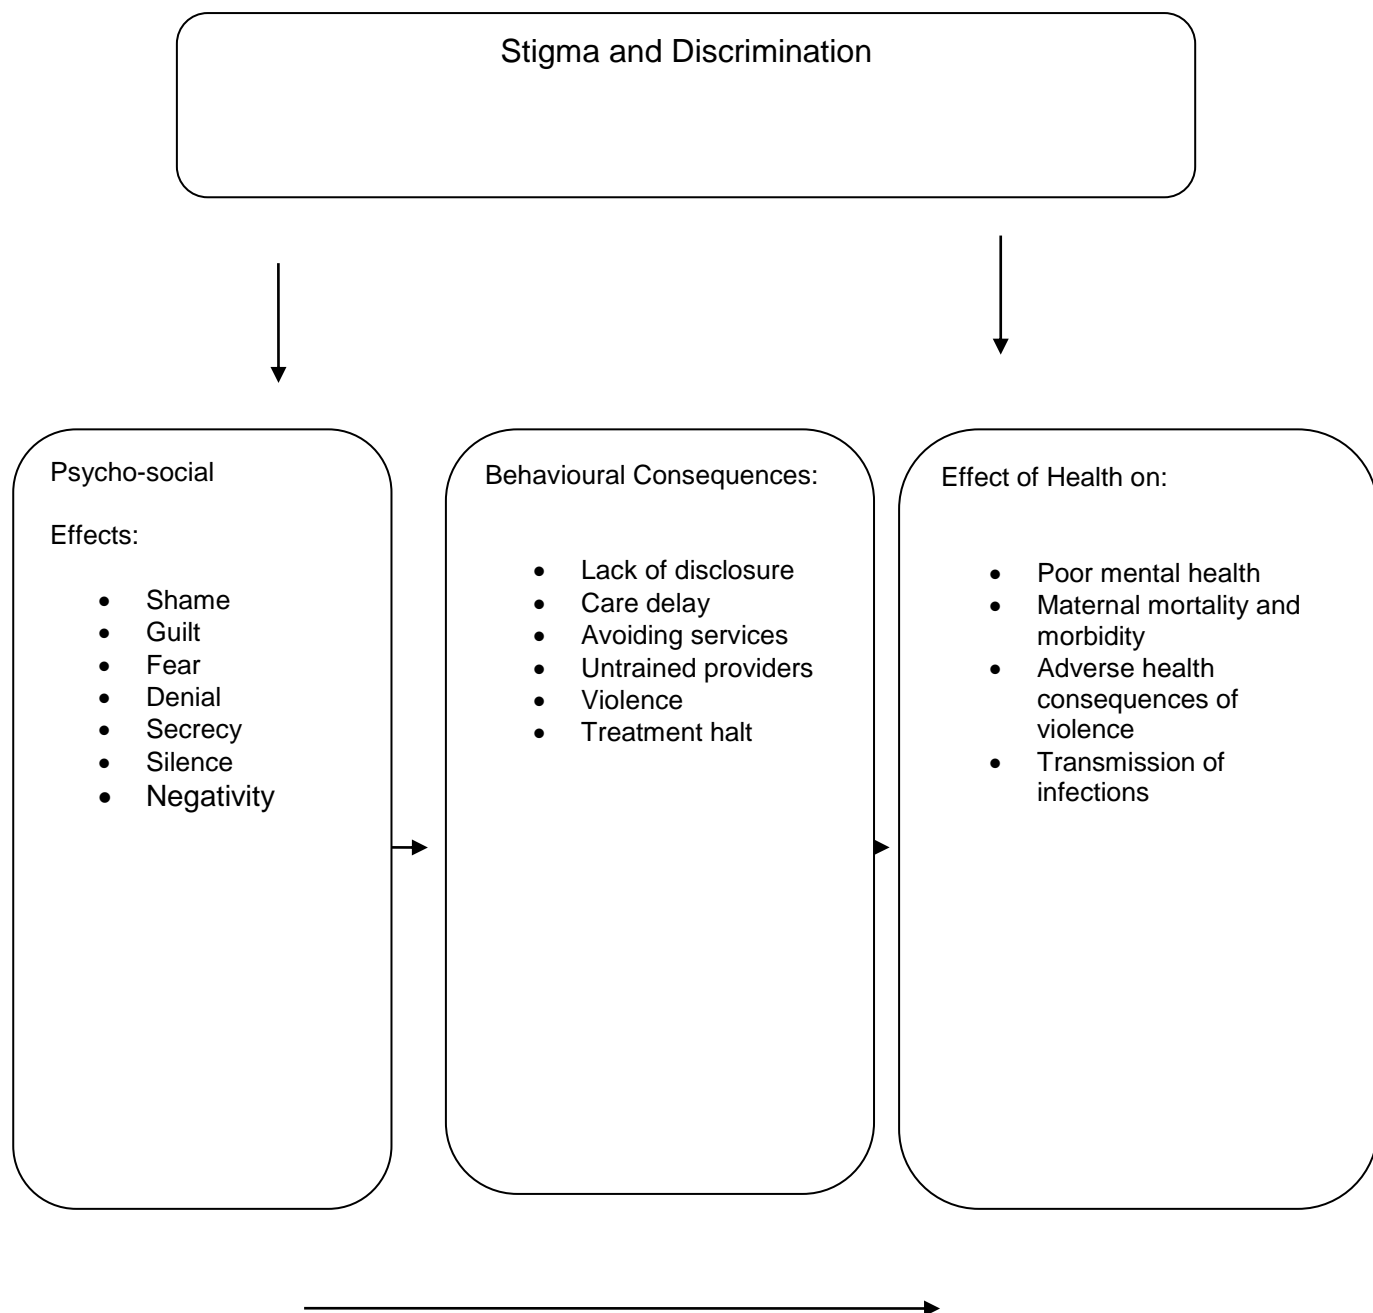 Stigma and Discrimination
Psycho-social
Effects:
• Shame
• Guilt
• Fear
• Denial
• Secrecy
• Silence
• Negativity
Behavioural Consequences:
• Lack of disclosure
• Care delay
• Avoiding services
• Untrained providers
• Violence
• Treatment halt
Effect of Health on:
• Poor mental health
• Maternal mortality and
morbidity
• Adverse health
consequences of
violence
• Transmission of
infections